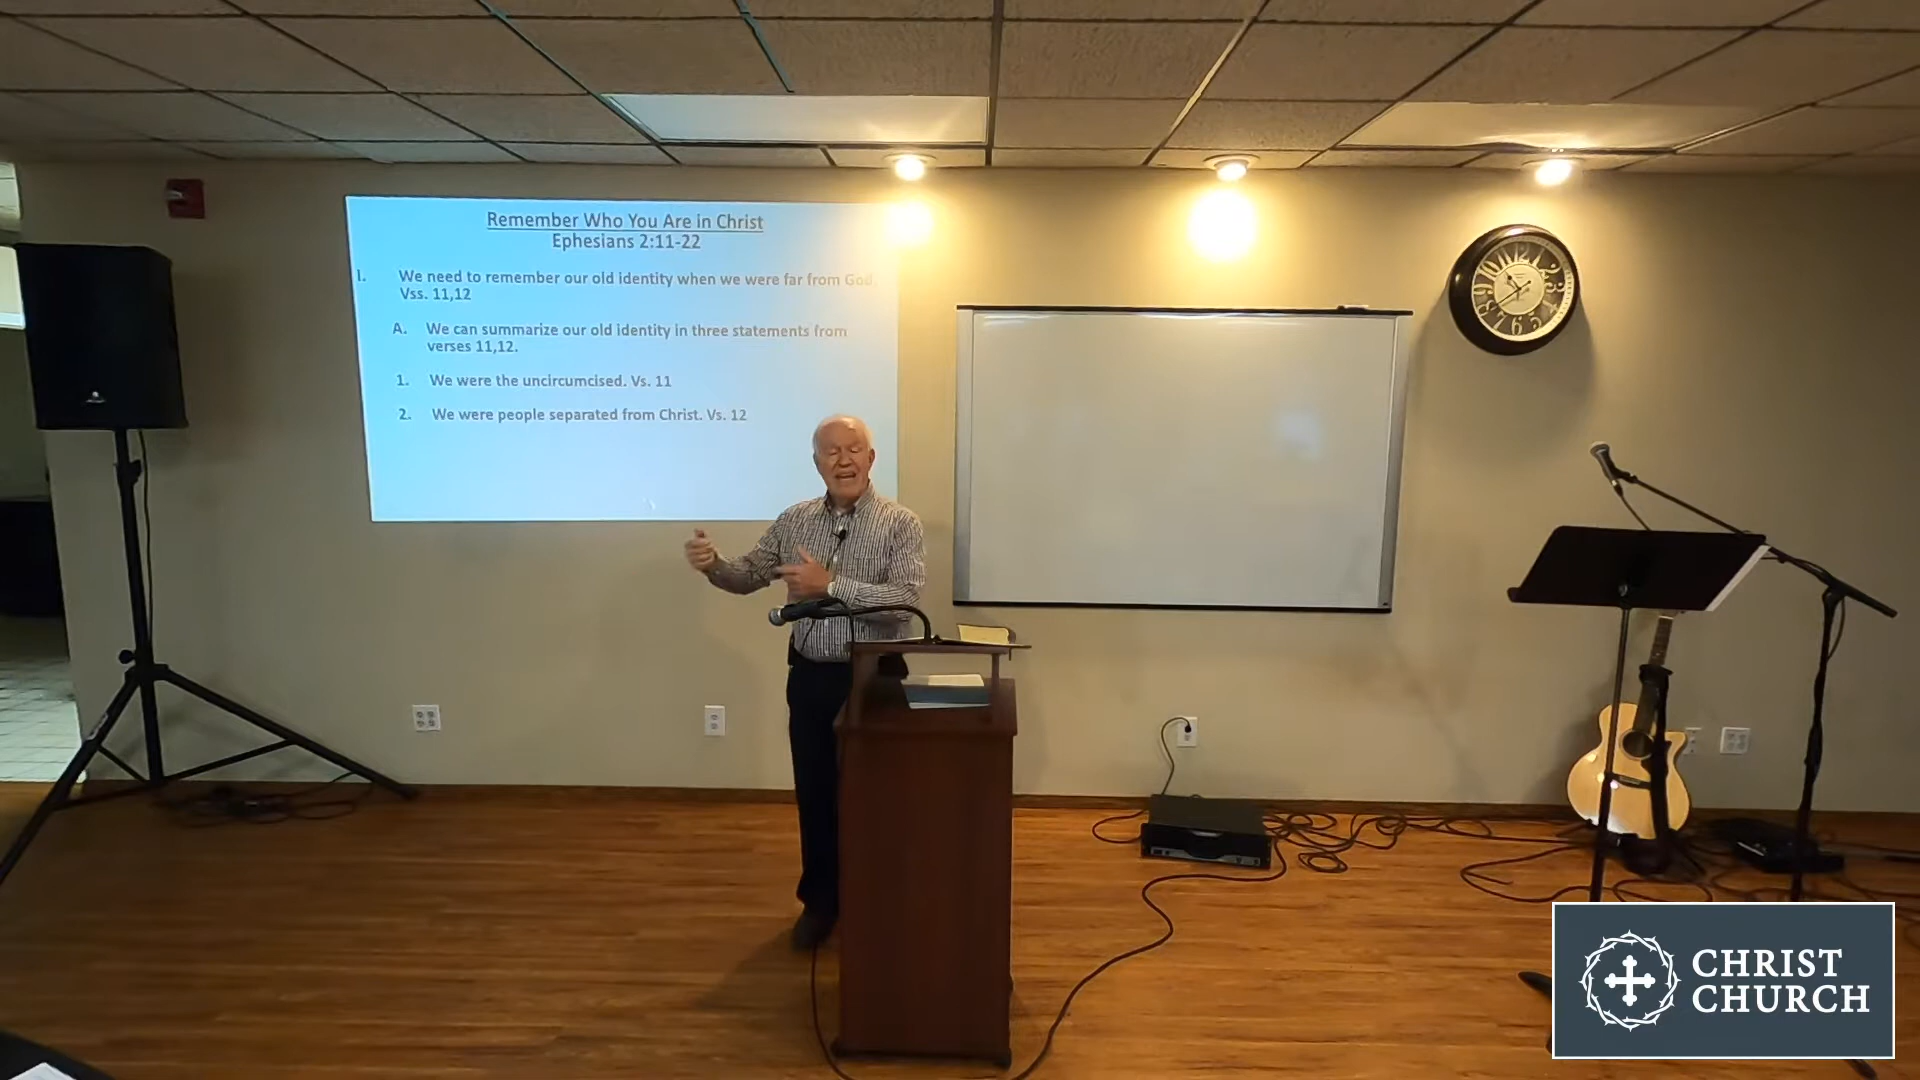 Remember Who You Are in Christ
Ephesians 2:11-22
I. We need to remember our old identity when we were far from God.
Vss. 11,12
A. We can summarize our old identity in three statements from
verses 11,12.
1. We were the uncircumcised. Vs. 11
2. We were people separated from Christ. Vs. 12
CHRIST
CHURCH